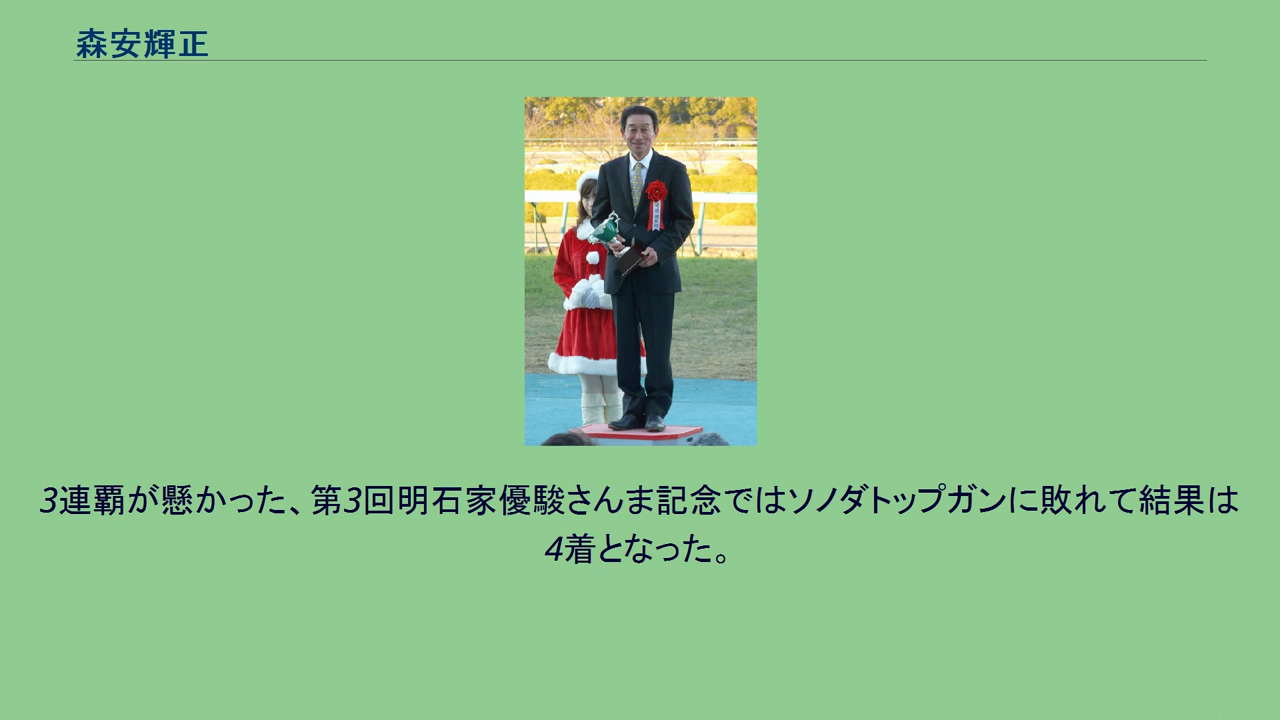 森安輝正
3連覇が懸かった、第3回明石家優駿さんま記念ではソノダトップガンに敗れて結果は
4着となった。